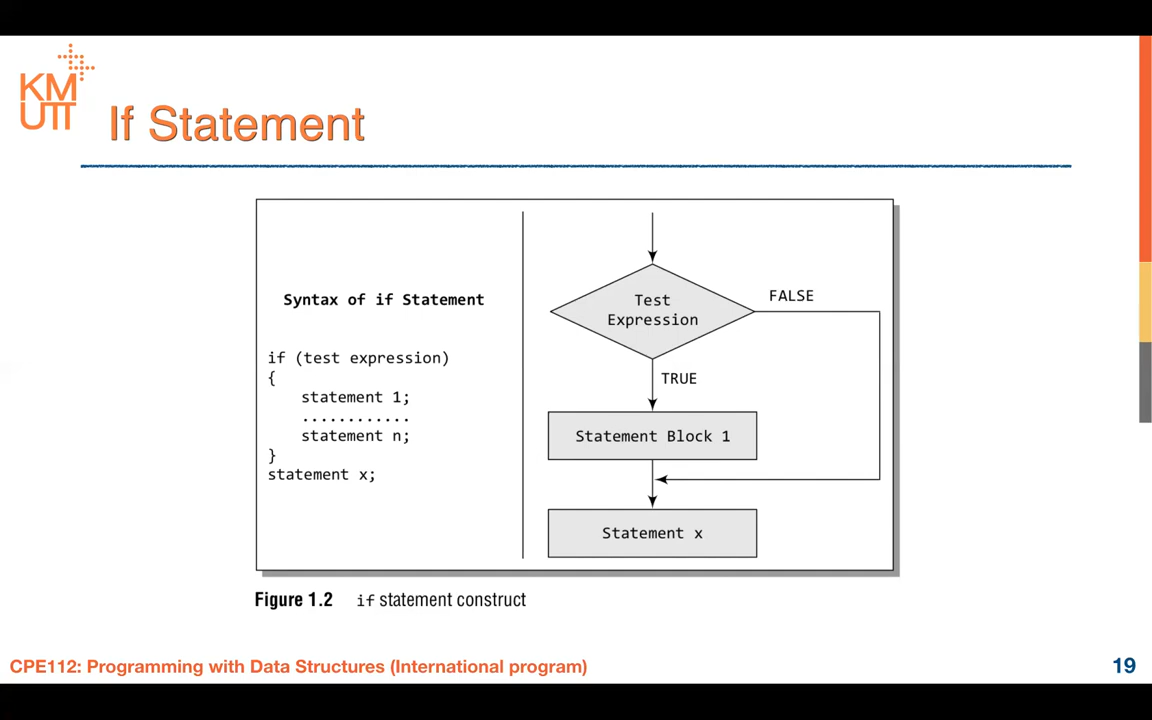 KM
UTT
If Statement
Syntax of if Statement
if (test expression)
{
statement 1;
............
statement n;
}
statement x;
Test
Expression
FALSE
TRUE
Statement Block 1
Statement x
Figure 1.2 if statement construct
CPE112: Programming with Data Structures (International program)
19